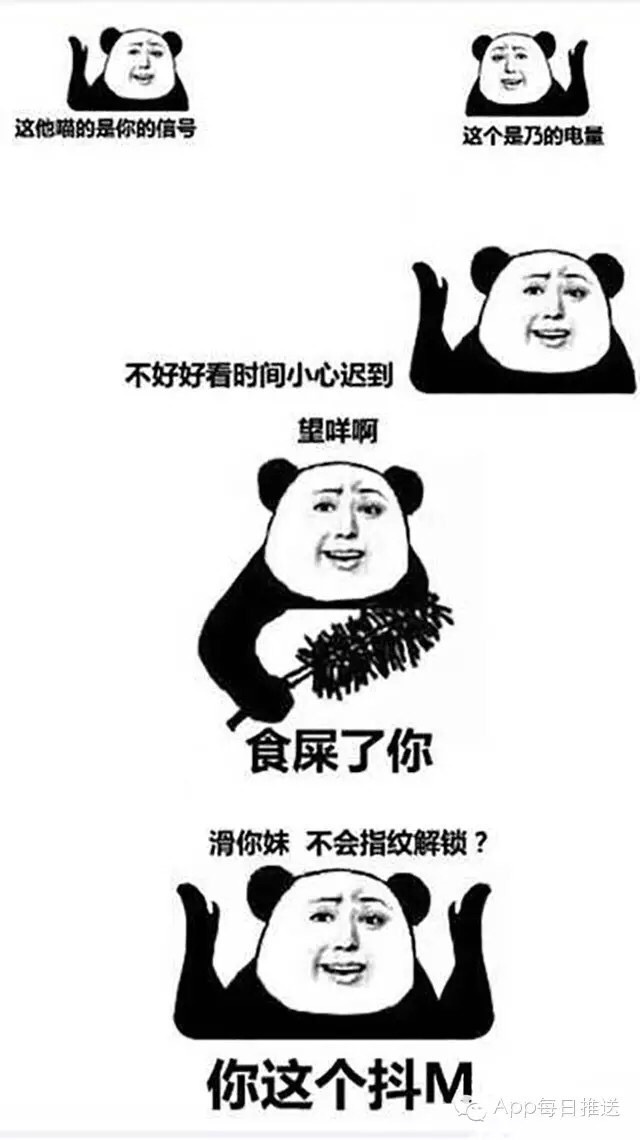 这他喵的是你的信号
这个是乃的电量
不好好看时间小心迟到
望咩啊
食屎了你
滑你妹 不会指纹解锁？
你这个抖M
App每日推送